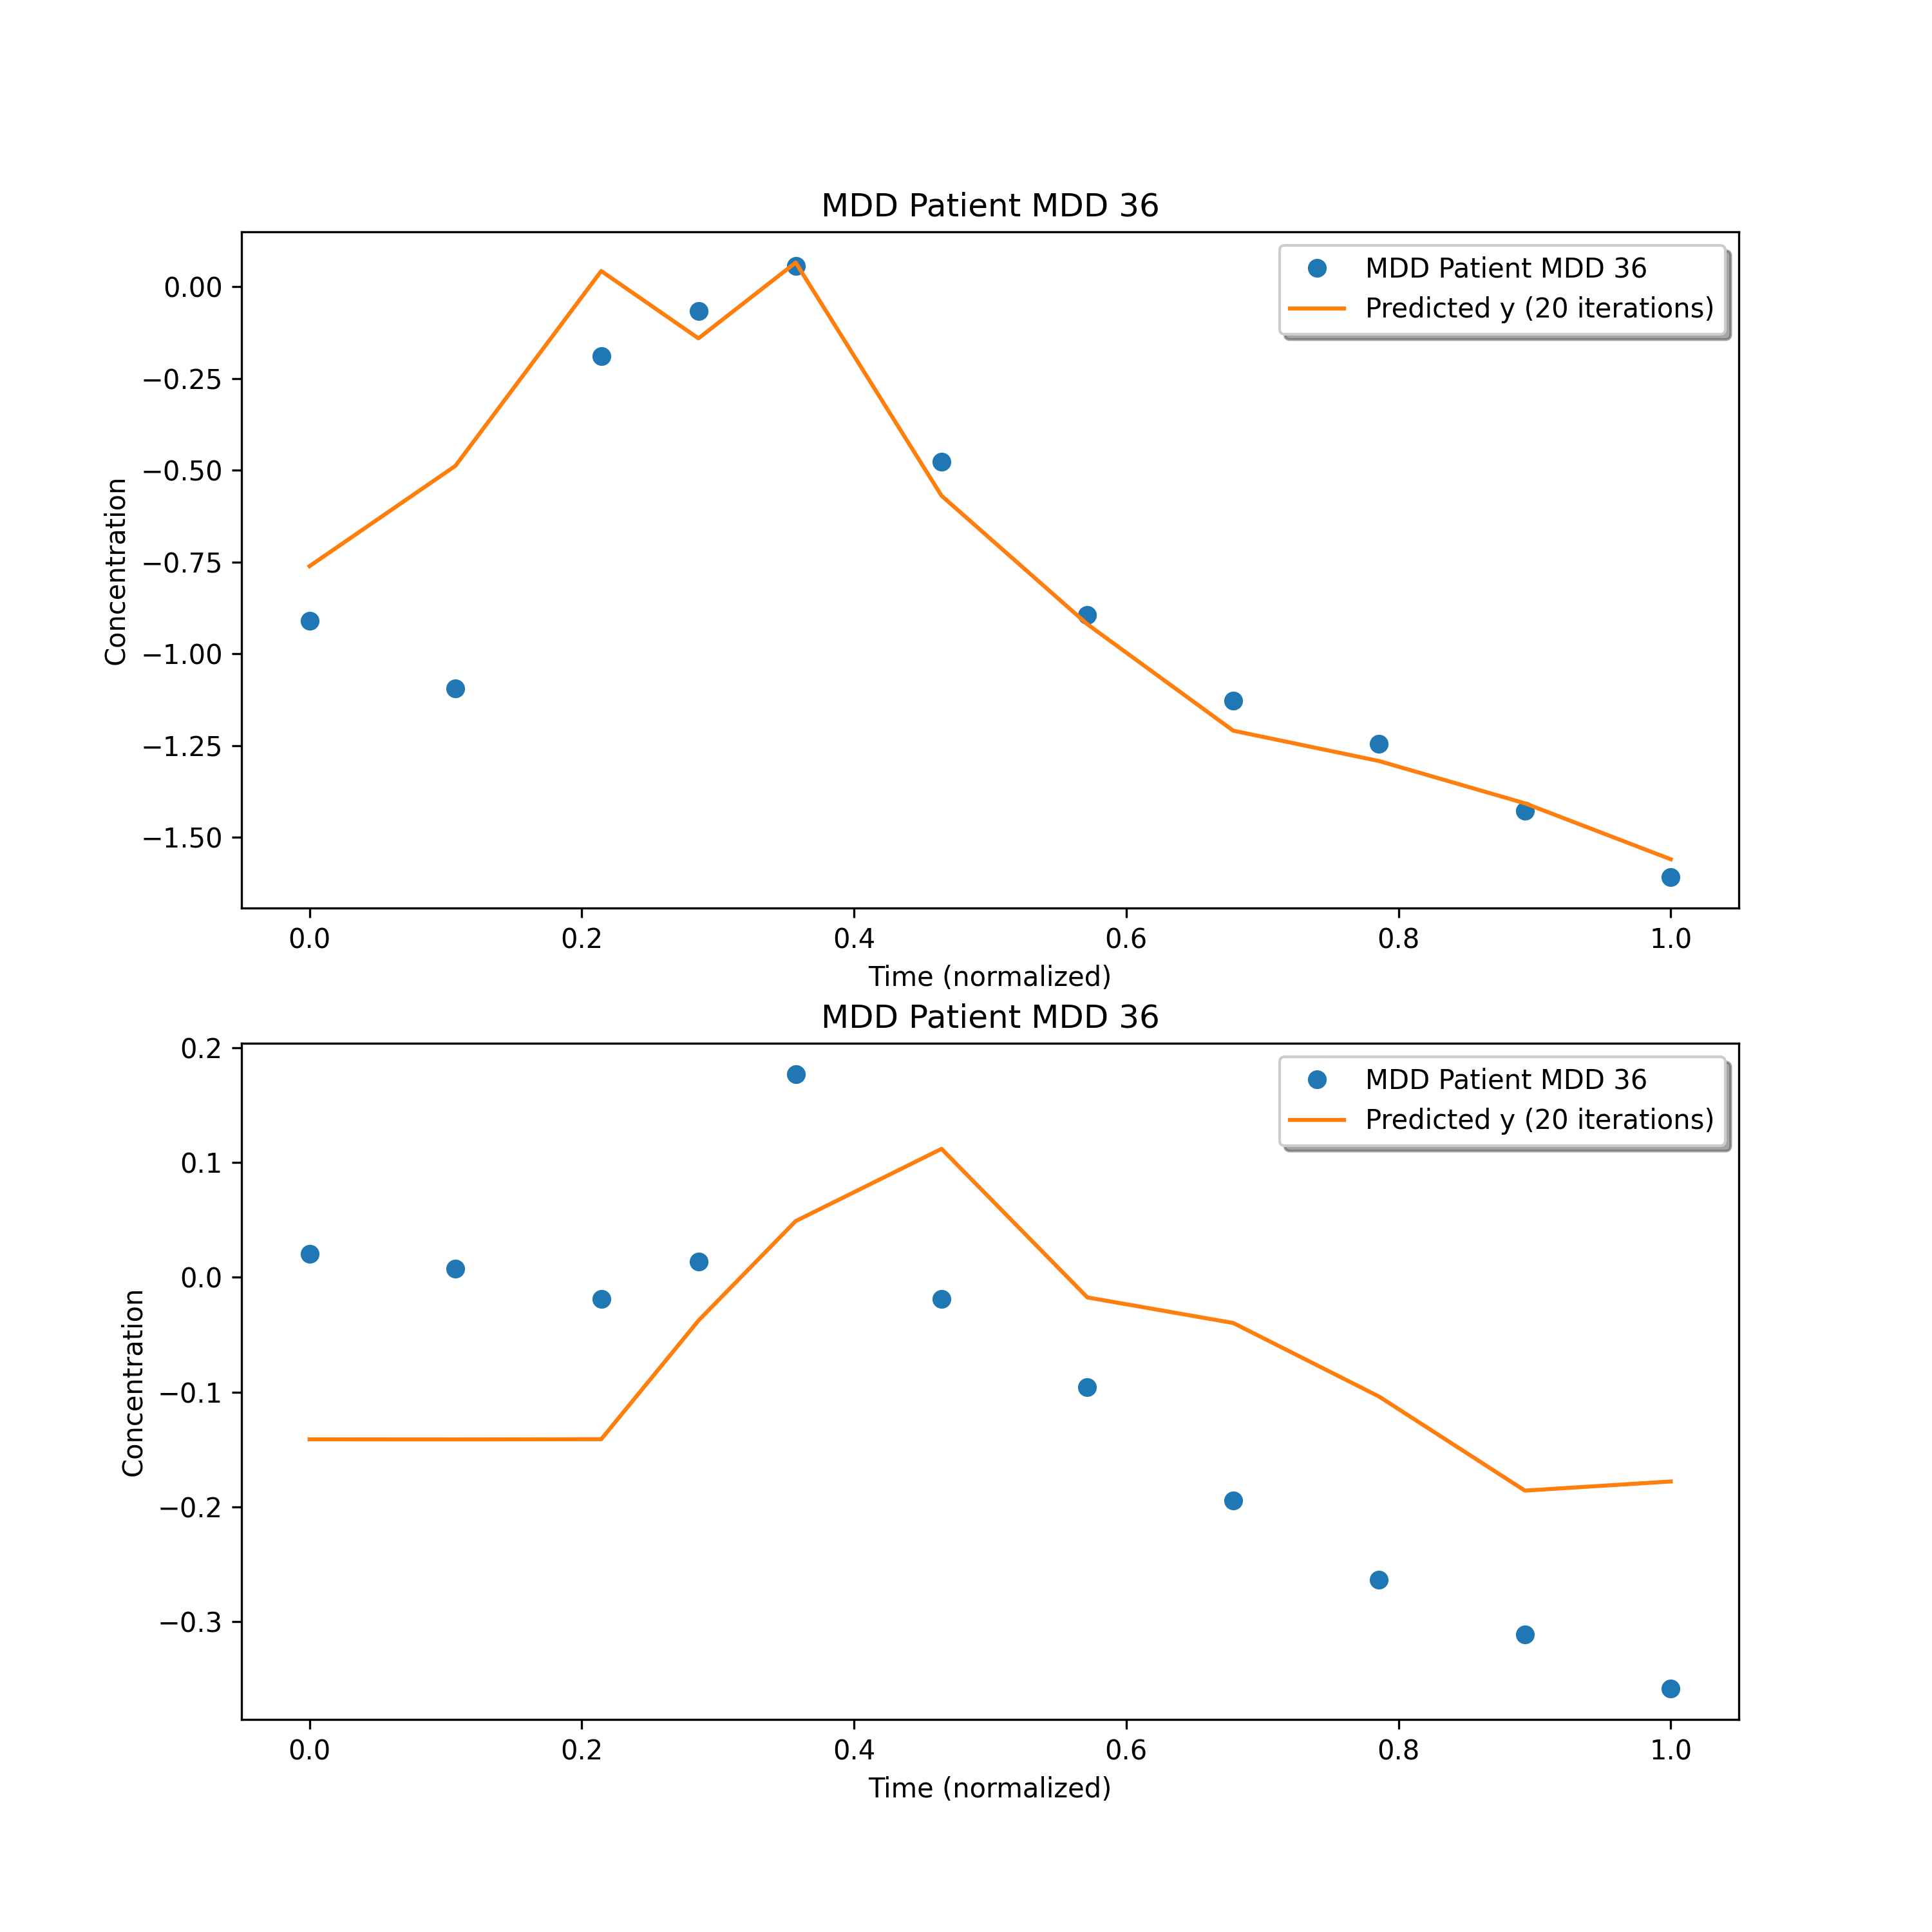 MDD Patient MDD 36
MDD Patient MDD 36
Predicted y (20 iterations)
Concentration
0.00
−0.25
−0.50
−0.75
−1.00
−1.25
−1.50
0.0 0.2 0.4 0.6 0.8 1.0
Time (normalized)
MDD Patient MDD 36
MDD Patient MDD 36
Predicted y (20 iterations)
Concentration
0.2
0.1
0.0
−0.1
−0.2
−0.3
0.0 0.2 0.4 0.6 0.8 1.0
Time (normalized)